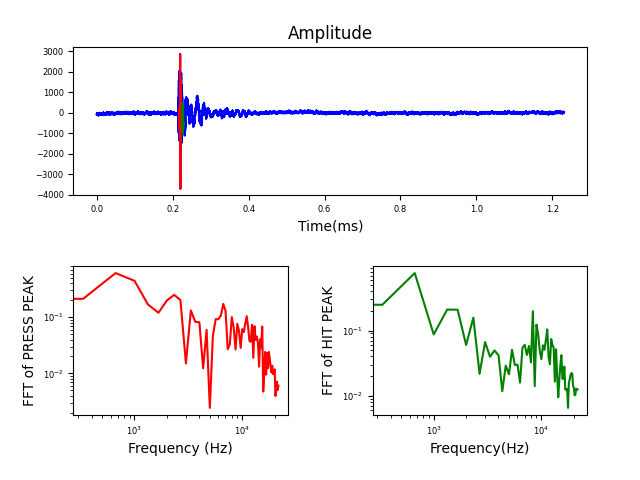 Amplitude
3000
2000
1000
0
−1000
−2000
−3000
−4000
0.0 0.2 0.4 0.6 0.8 1.0 1.2
Time(ms)
FFT of PRESS PEAK
10⁻¹
10⁻²
10³ 10⁴
Frequency (Hz)
FFT of HIT PEAK
10⁻¹
10⁻²
10³ 10⁴
Frequency(Hz)